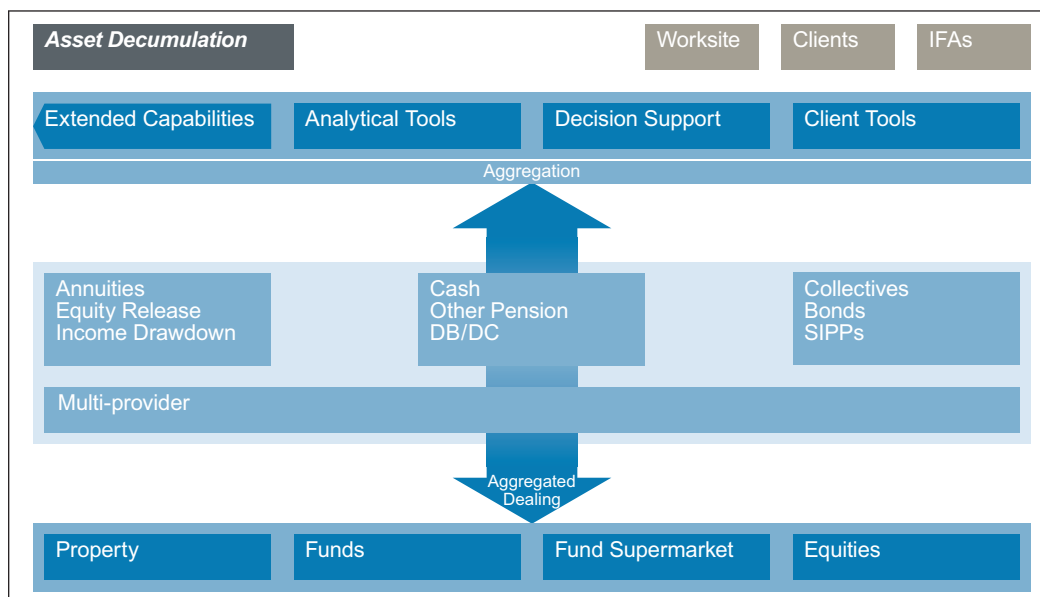 Asset Decumulation
Worksite
Clients
IFAs
Extended Capabilities
Analytical Tools
Decision Support
Client Tools
Aggregation
Annuities
Equity Release
Income Drawdown
Cash
Other Pension
DB/DC
Collectives
Bonds
SIPPs
Multi-provider
Aggregated
Dealing
Property
Funds
Fund Supermarket
Equities